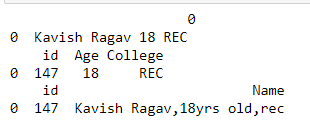 0
0 Kavish Ragav 18 REC
id Age College
0 147 18 REC
id Name
0 147 Kavish Ragav,18yrs old,rec